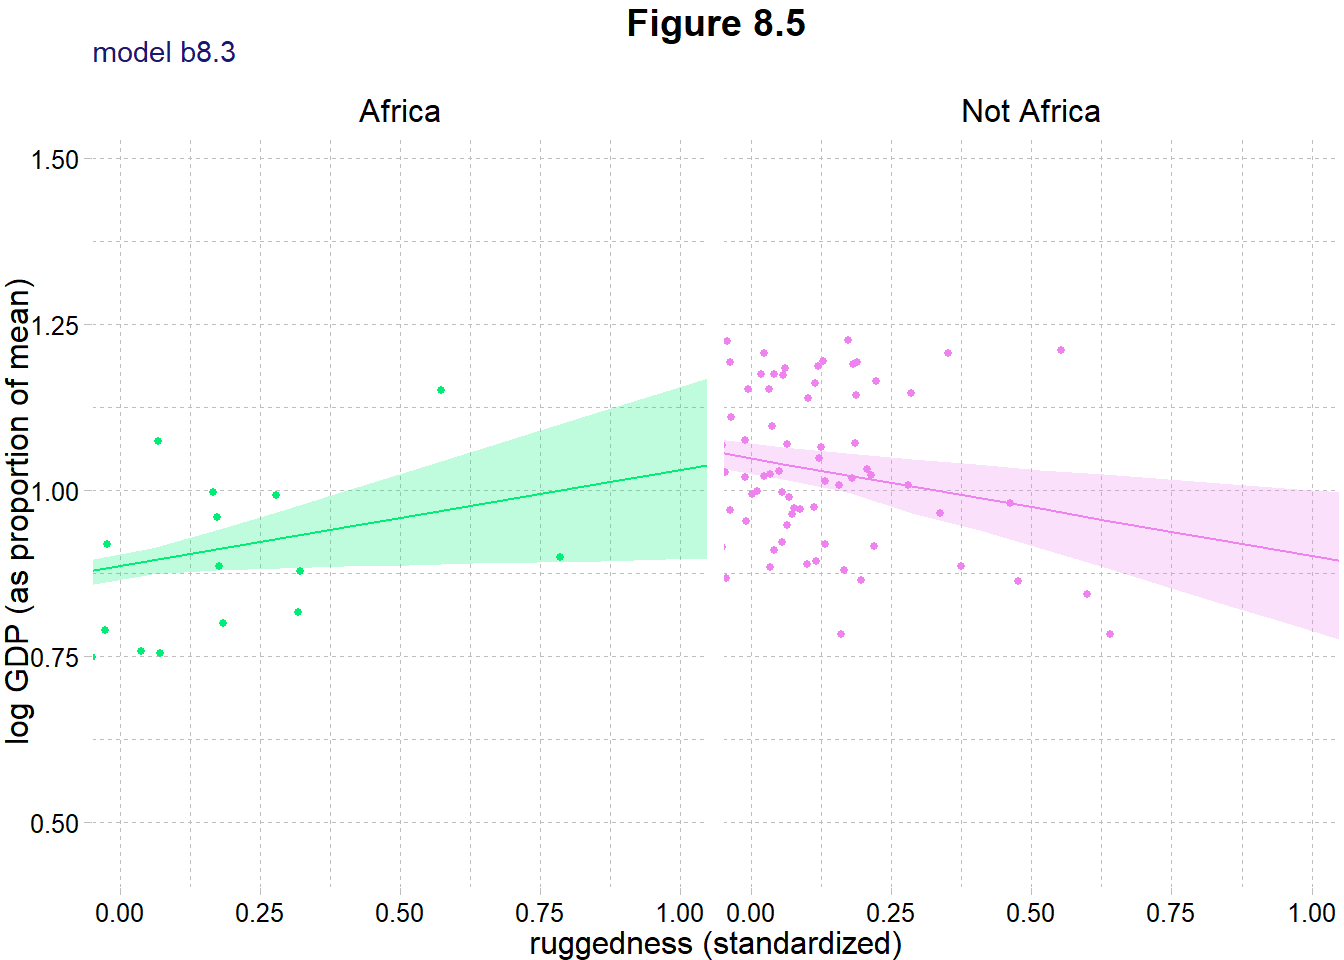 Figure 8.5
model b8.3
Africa
Not Africa
1.50
1.25
1.00
0.75
0.50
log GDP (as proportion of mean)
0.00 0.25 0.50 0.75 1.00
0.00 0.25 0.50 0.75 1.00
ruggedness (standardized)